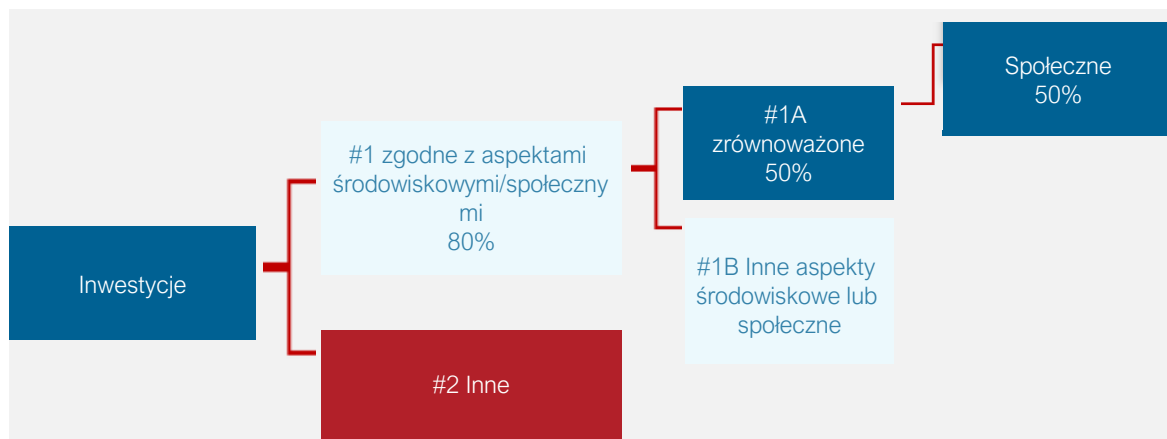 Inwestycje
#1 zgodne z aspektami
środowiskowymi/społeczny
mi
80%
#2 Inne
#1A
zrównoważone
50%
#1B Inne aspekty
środowiskowe lub
społeczne
Społeczne
50%